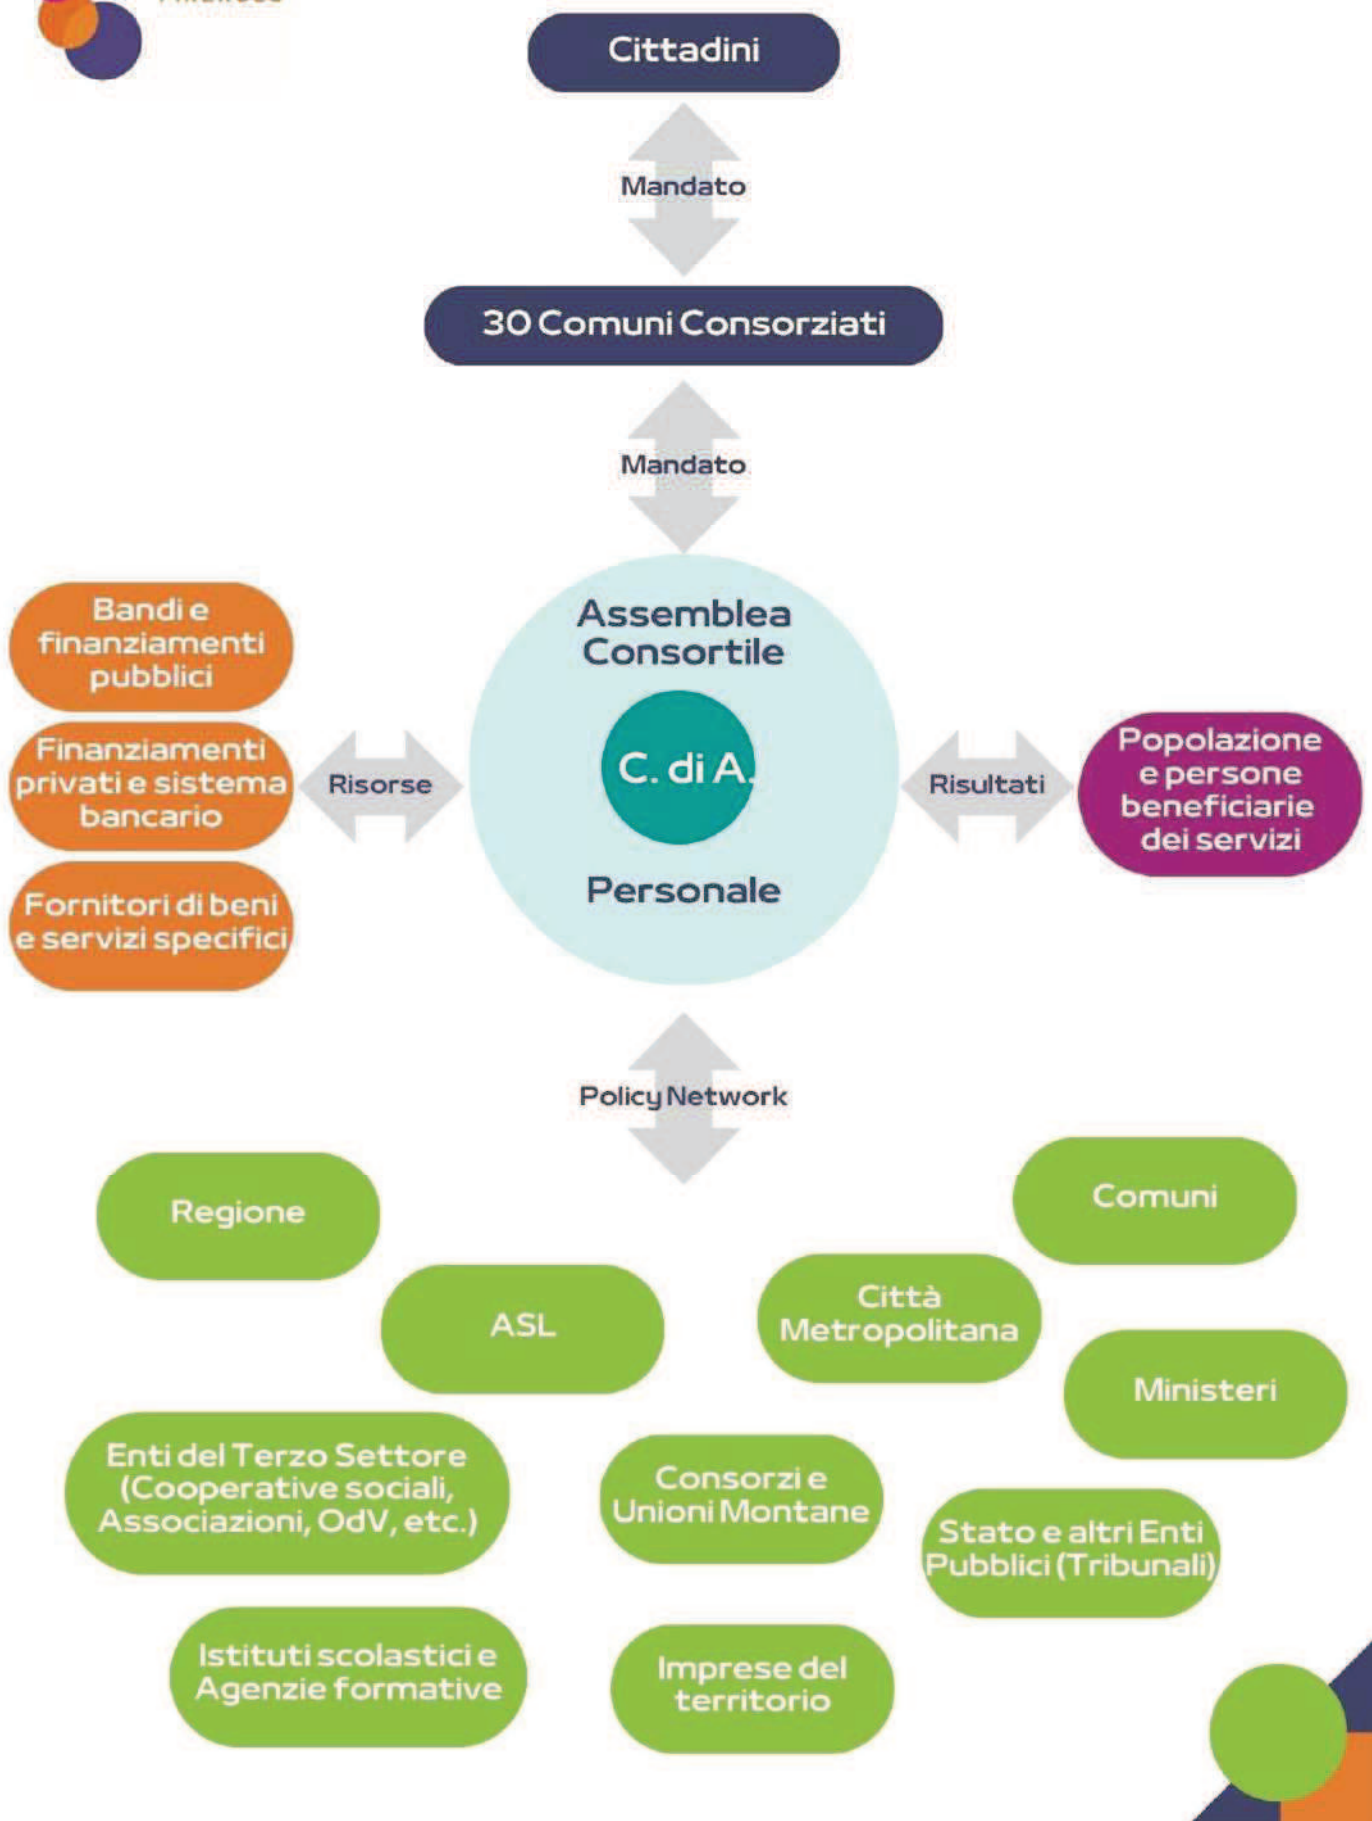 Cittadini
Mandato
30 Comuni Consorziati
Mandato
Assemblea
Consortile
C. di A.
Personale
Bandi e
finanziamenti
pubblici
Finanziamenti
privati e sistema
bancario
Fornitori di beni
e servizi specifici
Risorse
Risultati
Popolazione
e persone
beneficiarie
dei servizi
Policy Network
Regione
Comuni
ASL
Città
Metropolitana
Ministeri
Enti del Terzo Settore
(Cooperative sociali,
Associazioni, OdV, etc.)
Consorzi e
Unioni Montane
Stato e altri Enti
Pubblici (Tribunali)
Istituti scolastici e
Agenzie formative
Imprese del
territorio